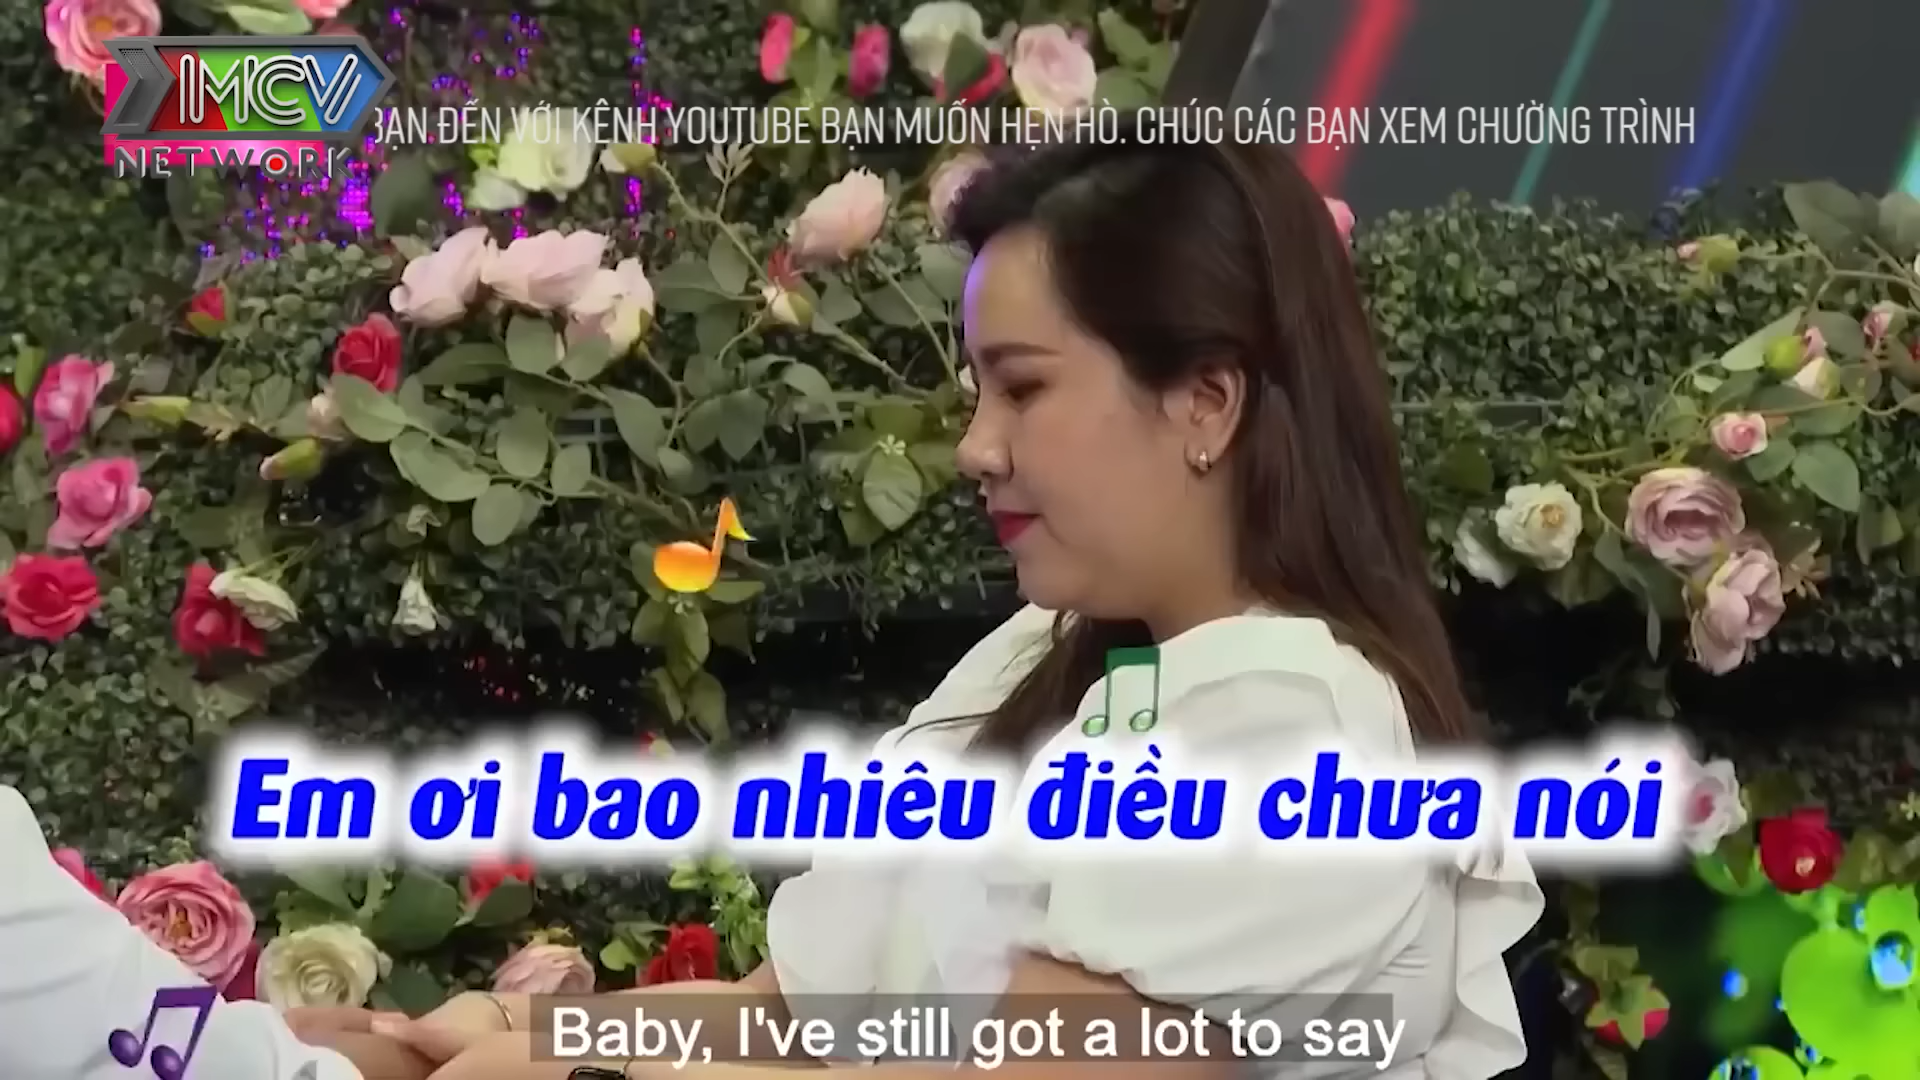 MCV
NETWORK
BẠN ĐẾN VỚI KÊNH YOUTUBE BẠN MUỐN HẸN HÒ. CHÚC CÁC BẠN XEM CHƯỜNG TRÌNH
Em ơi bao nhiêu điều chưa nói
Baby, I've still got a lot to say